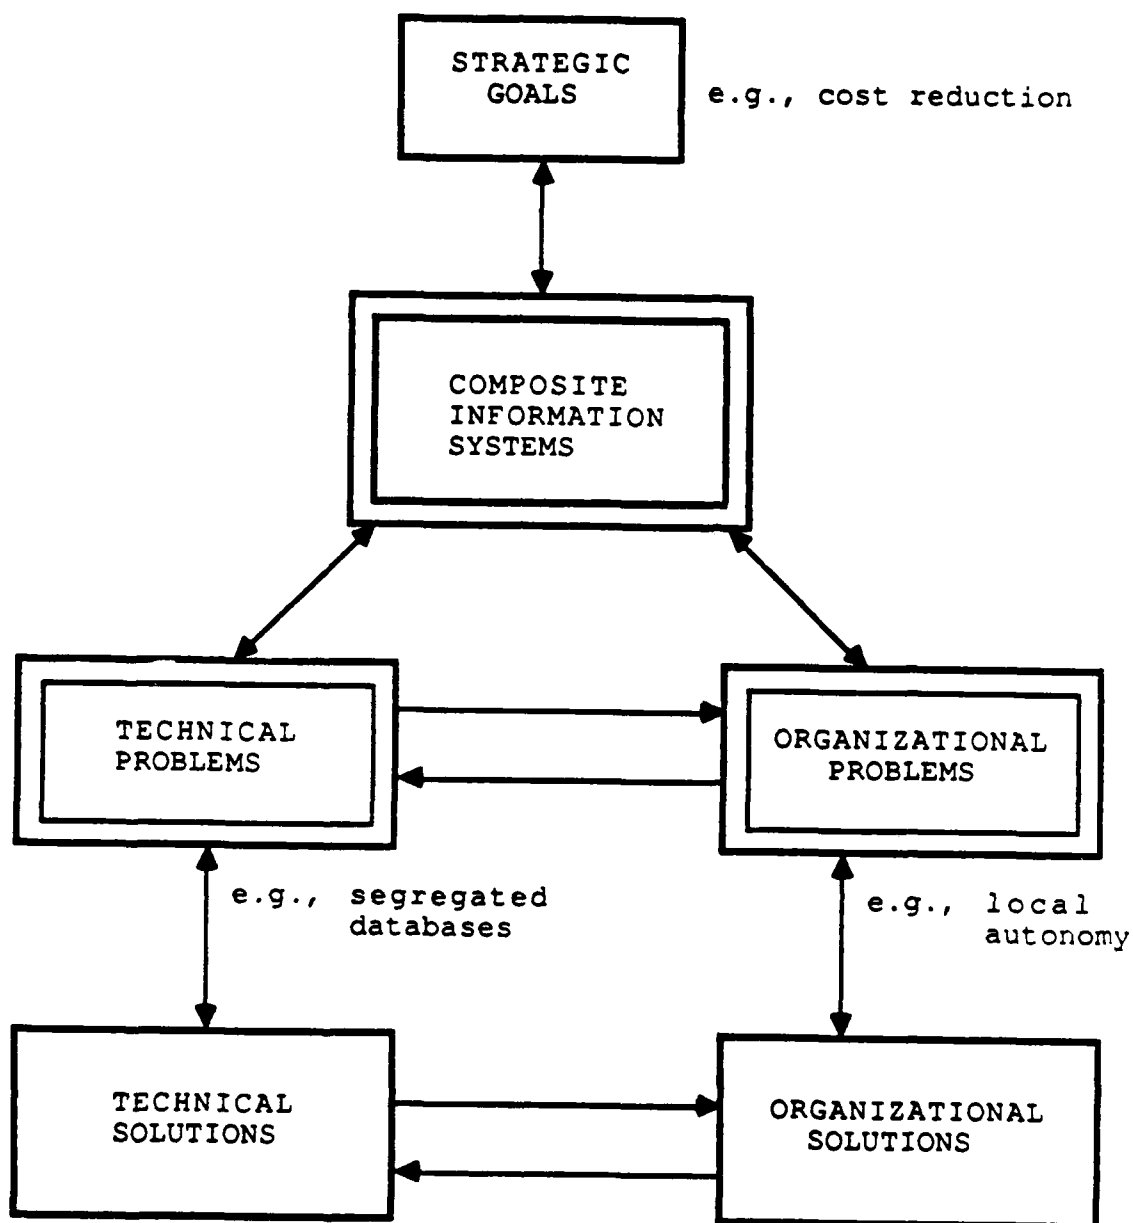 STRATEGIC
GOALS
e.g., cost reduction
COMPOSITE
INFORMATION
SYSTEMS
TECHNICAL
PROBLEMS
ORGANIZATIONAL
PROBLEMS
e.g., segregated
databases
e.g., local
autonomy
TECHNICAL
SOLUTIONS
ORGANIZATIONAL
SOLUTIONS